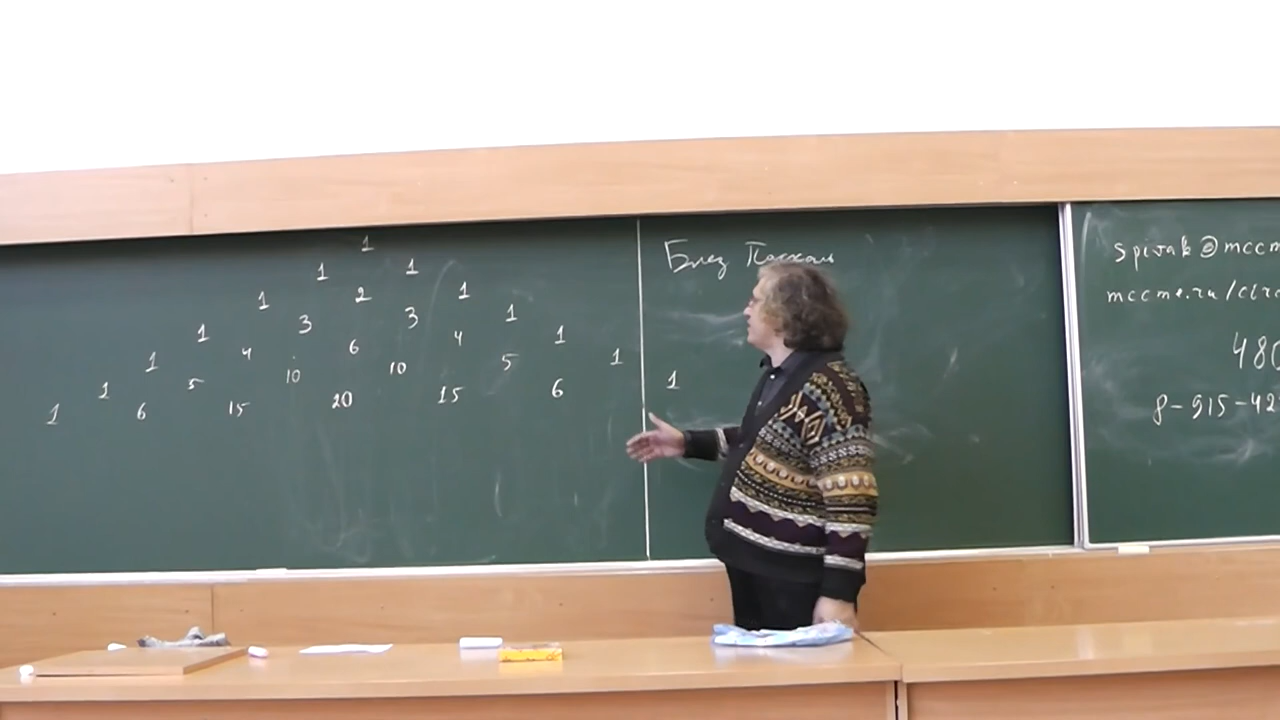 1
1 1
1 2 1
1 3 3 1
1 4 6 4 1
1 5 10 10 5 1
1 6 15 20 15 6 1
Блез Паскаль
spivak@mccm
mccme.ru/circ
480
8-915-42